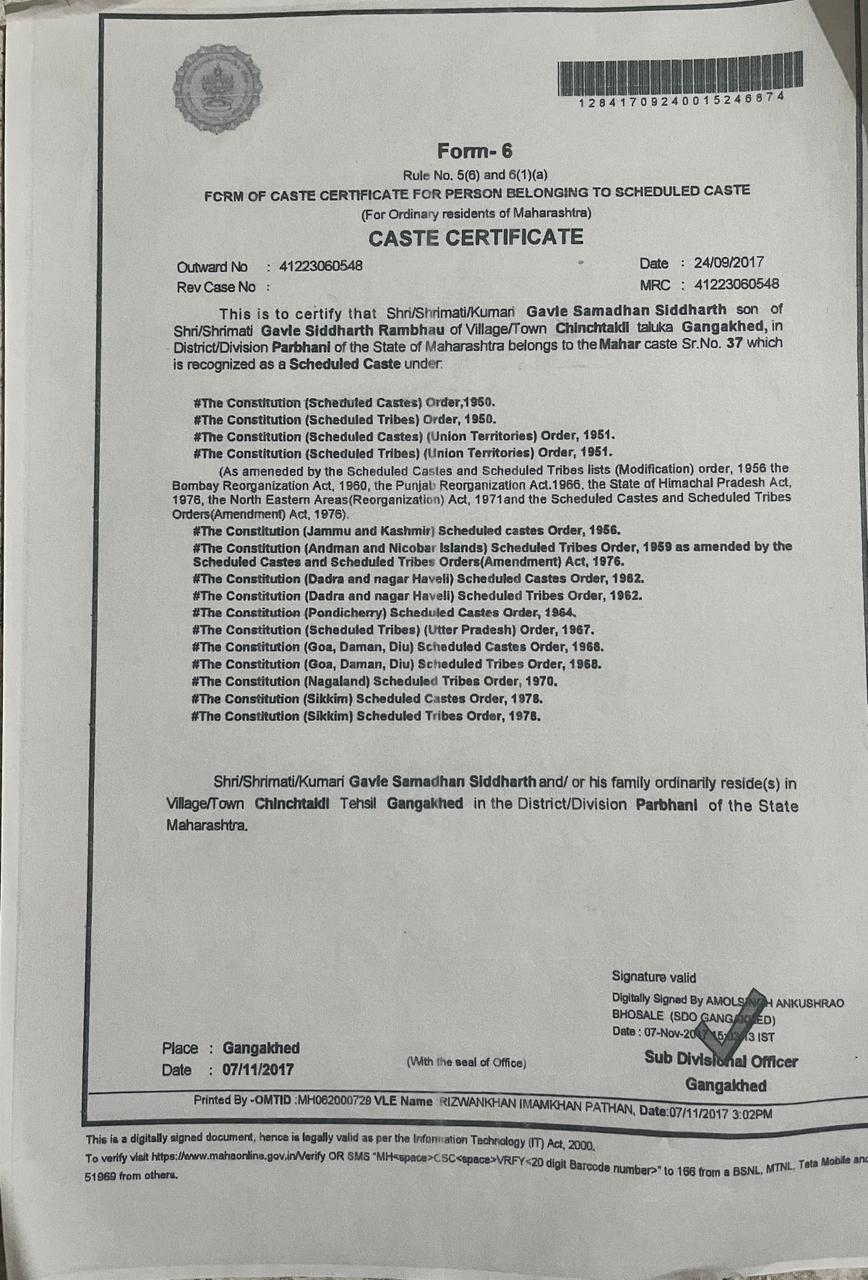 12841709240015246874
Form- 6
Rule No. 5(6) and 6(1)(a)
FORM OF CASTE CERTIFICATE FOR PERSON BELONGING TO SCHEDULED CASTE
(For Ordinary residents of Maharashtra)
CASTE CERTIFICATE
Outward No : 41223060548
Date : 24/09/2017
Rev Case No :
MRC : 41223060548
This is to certify that Shri/Shrimati/Kumari Gavle Samadhan Siddharth son of
Shri/Shrimati Gavle Siddharth Rambhau of Village/Town Chinchtakli taluka Gangakhed, in
District/Division Parbhani of the State of Maharashtra belongs to the Mahar caste Sr.No. 37 which
is recognized as a Scheduled Caste under:
#The Constitution (Scheduled Castes) Order,1950.
#The Constitution (Scheduled Tribes) Order, 1950.
#The Constitution (Scheduled Castes) (Union Territories) Order, 1951.
#The Constitution (Scheduled Tribes) (Union Territories) Order, 1951.
(As ameneded by the Scheduled Castes and Scheduled Tribes lists (Modification) order, 1956 the
Bombay Reorganization Act, 1960, the Punjab Reorganization Act.1966, the State of Himachal Pradesh Act,
1976, the North Eastern Areas(Reorganization) Act, 1971and the Scheduled Castes and Scheduled Tribes
Orders(Amendment) Act, 1976).
#The Constitution (Jammu and Kashmir) Scheduled castes Order, 1956.
#The Constitution (Andman and Nicobar Islands) Scheduled Tribes Order, 1959 as amended by the
Scheduled Castes and Scheduled Tribes Orders(Amendment) Act, 1976.
#The Constitution (Dadra and nagar Haveli) Scheduled Castes Order, 1962.
#The Constitution (Dadra and nagar Haveli) Scheduled Tribes Order, 1962.
#The Constitution (Pondicherry) Scheduled Castes Order, 1964.
#The Constitution (Scheduled Tribes) (Utter Pradesh) Order, 1967.
#The Constitution (Goa, Daman, Diu) Scheduled Castes Order, 1968.
#The Constitution (Goa, Daman, Diu) Scheduled Tribes Order, 1968.
#The Constitution (Nagaland) Scheduled Tribes Order, 1970.
#The Constitution (Sikkim) Scheduled Castes Order, 1978.
#The Constitution (Sikkim) Scheduled Tribes Order, 1978.
Shri/Shrimati/Kumari Gavle Samadhan Siddharth and/ or his family ordinarily reside(s) in
Village/Town Chinchtakli Tehsil Gangakhed in the District/Division Parbhani of the State
Maharashtra.
Signature valid
Digitally Signed By AMOLSINGH ANKUSHRAO
BHOSALE (SDO GANGAKHED)
Date : 07-Nov-2017 15:03:13 IST
Sub Divisional Officer
Gangakhed
Place : Gangakhed
Date : 07/11/2017
(With the seal of Office)
Printed By -OMTID :MH062000729 VLE Name RIZWANKHAN IMAMKHAN PATHAN, Date:07/11/2017 3:02PM
This is a digitally signed document, hence is legally valid as per the Information Technology (IT) Act, 2000.
To verify visit https://www.mahaonline.gov.in/Verify OR SMS "MH<space>CSC<space>VRFY<20 digit Barcode number>" to 166 from a BSNL, MTNL, Tata Mobile and
51969 from others.